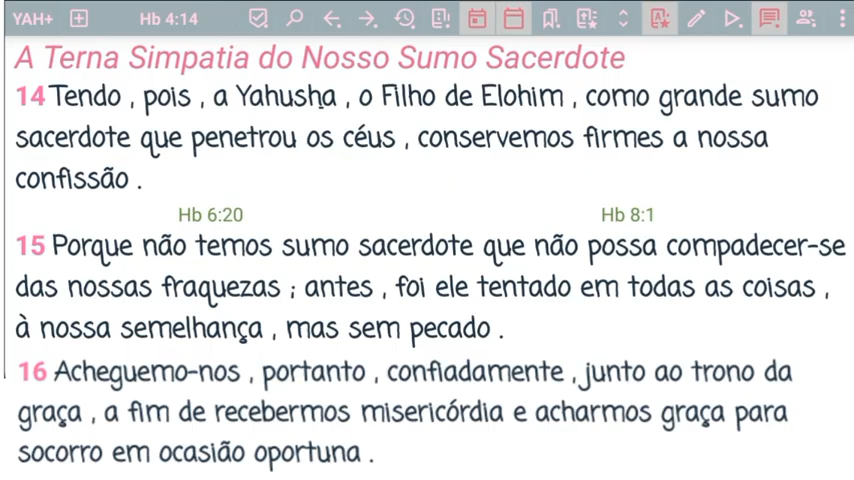 YAH+ Hb 4:14
A Terna Simpatia do Nosso Sumo Sacerdote
14 Tendo , pois , a Yahusha , o Filho de Elohim , como grande sumo
sacerdote que penetrou os céus , conservemos firmes a nossa
confissão .
Hb 6:20 Hb 8:1
15 Porque não temos sumo sacerdote que não possa compadecer-se
das nossas fraquezas ; antes , foi ele tentado em todas as coisas ,
à nossa semelhança , mas sem pecado .
16 Acheguemo-nos , portanto , confiadamente , junto ao trono da
graça , a fim de recebermos misericórdia e acharmos graça para
socorro em ocasião oportuna .